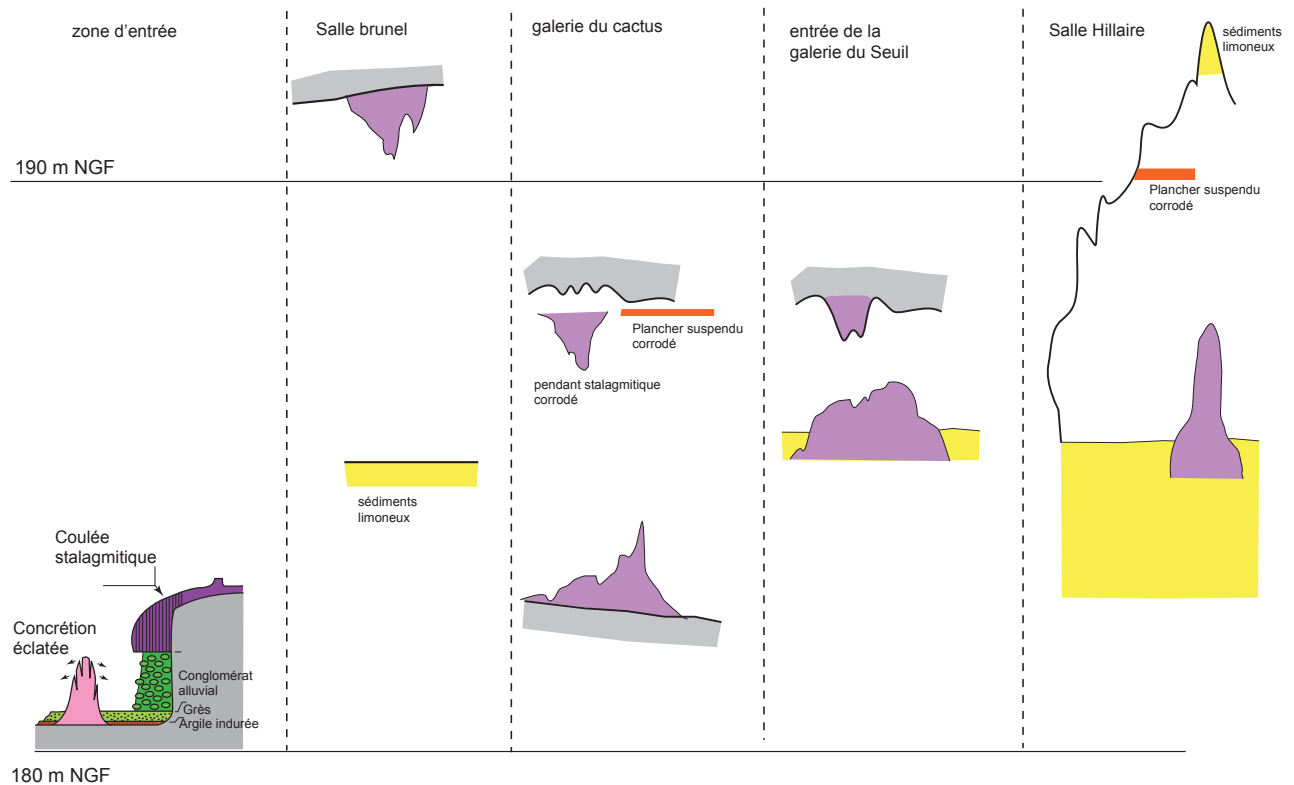 zone d'entrée
Salle brunel
galerie du cactus
entrée de la
galerie du Seuil
Salle Hillaire
sédiments
limoneux
190 m NGF
Plancher suspendu
corrodé
Plancher suspendu
corrodé
pendant stalagmitique
corrodé
sédiments
limoneux
Coulée
stalagmitique
Concrétion
éclatée
Conglomérat
alluvial
Grès
Argile indurée
180 m NGF